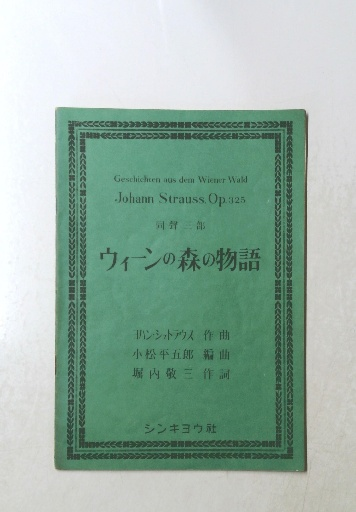 Geschichten aus dem Wiener Wald
Johann Strauss, Op.325
同聲三部
ウィーンの森の物語
ヨハン・シュトラウス 作曲
小松平五郎 編曲
堀内敬三 作詞
シンキヨウ社